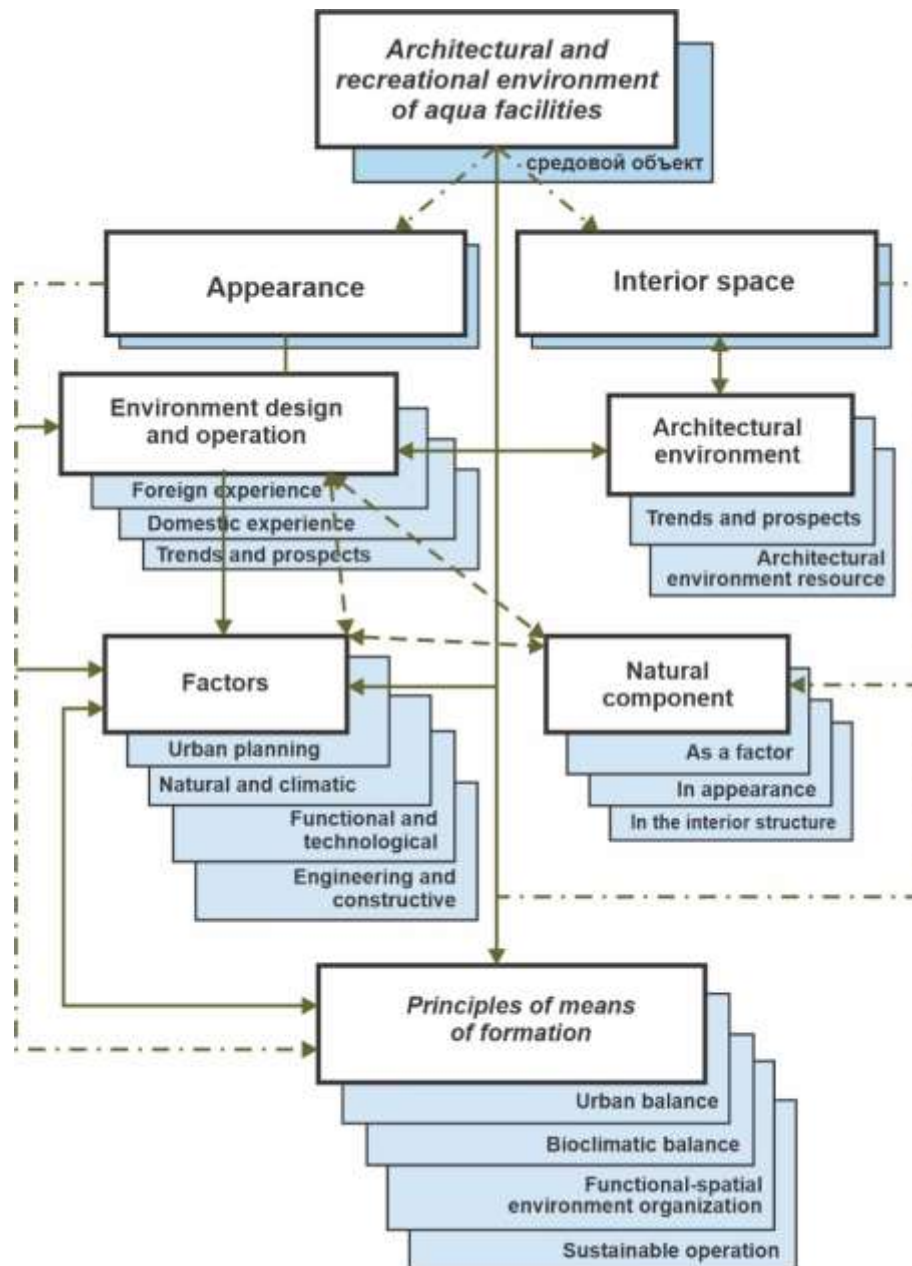 Architectural and
recreational environment
of aqua facilities
средовой объект
Appearance
Interior space
Environment design
and operation
Foreign experience
Domestic experience
Trends and prospects
Architectural
environment
Trends and prospects
Architectural
environment resource
Factors
Urban planning
Natural and climatic
Functional and
technological
Engineering and
constructive
Natural
component
As a factor
In appearance
In the interior structure
Principles of means
of formation
Urban balance
Bioclimatic balance
Functional-spatial
environment organization
Sustainable operation